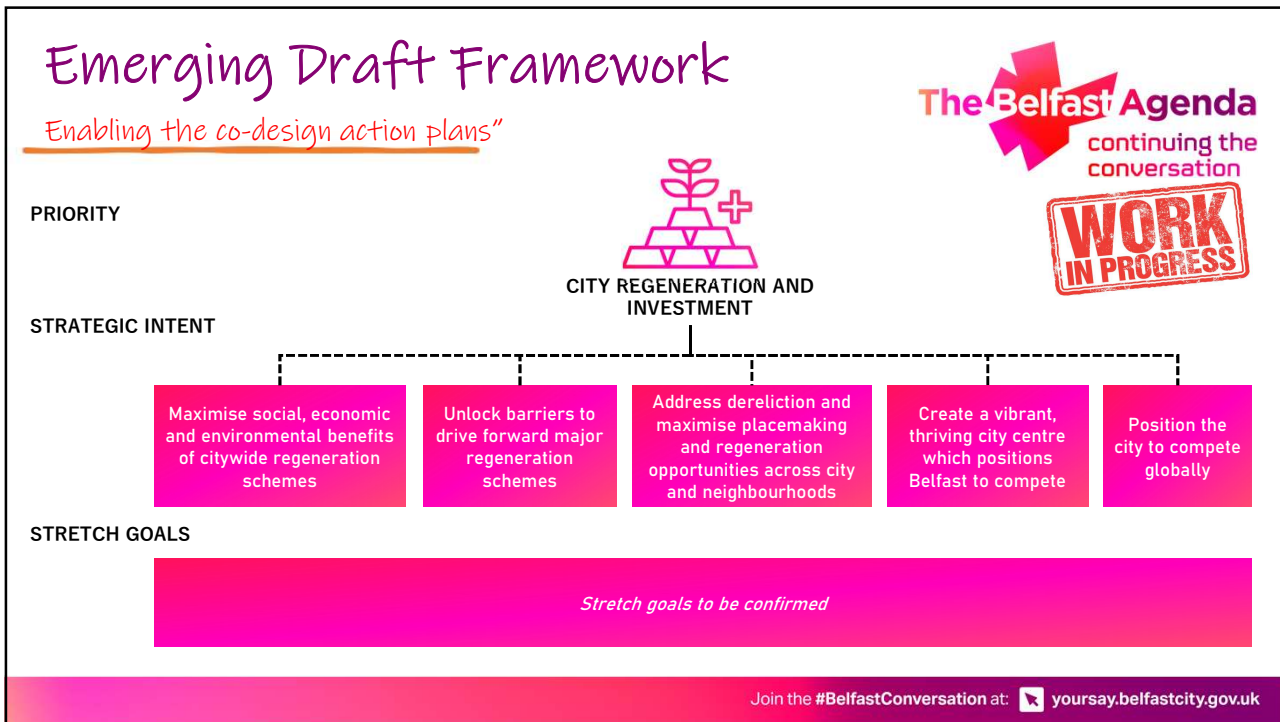 Emerging Draft Framework
Enabling the co-design action plans”
The Belfast Agenda
continuing the
conversation
WORK
IN PROGRESS
PRIORITY
CITY REGENERATION AND
INVESTMENT
STRATEGIC INTENT
Maximise social, economic
and environmental benefits
of citywide regeneration
schemes
Unlock barriers to
drive forward major
regeneration
schemes
Address dereliction and
maximise placemaking
and regeneration
opportunities across city
and neighbourhoods
Create a vibrant,
thriving city centre
which positions
Belfast to compete
Position the
city to compete
globally
STRETCH GOALS
Stretch goals to be confirmed
Join the #BelfastConversation at: yoursay.belfastcity.gov.uk